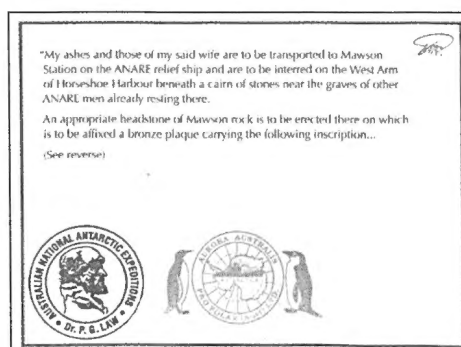 "My ashes and those of my said wife are to be transported to Mawson
Station on the ANARE relief ship and are to be interred on the West Arm
of Horseshoe Harbour beneath a cairn of stones near the graves of other
ANARE men already resting there.
An appropriate headstone of Mawson rock is to be erected there on which
is to be affixed a bronze plaque carrying the following inscription...
(See reverse)
AUSTRALIAN NATIONAL ANTARCTIC EXPEDITIONS
• Dr. P. G. LAW •
AURORA AUSTRALIS